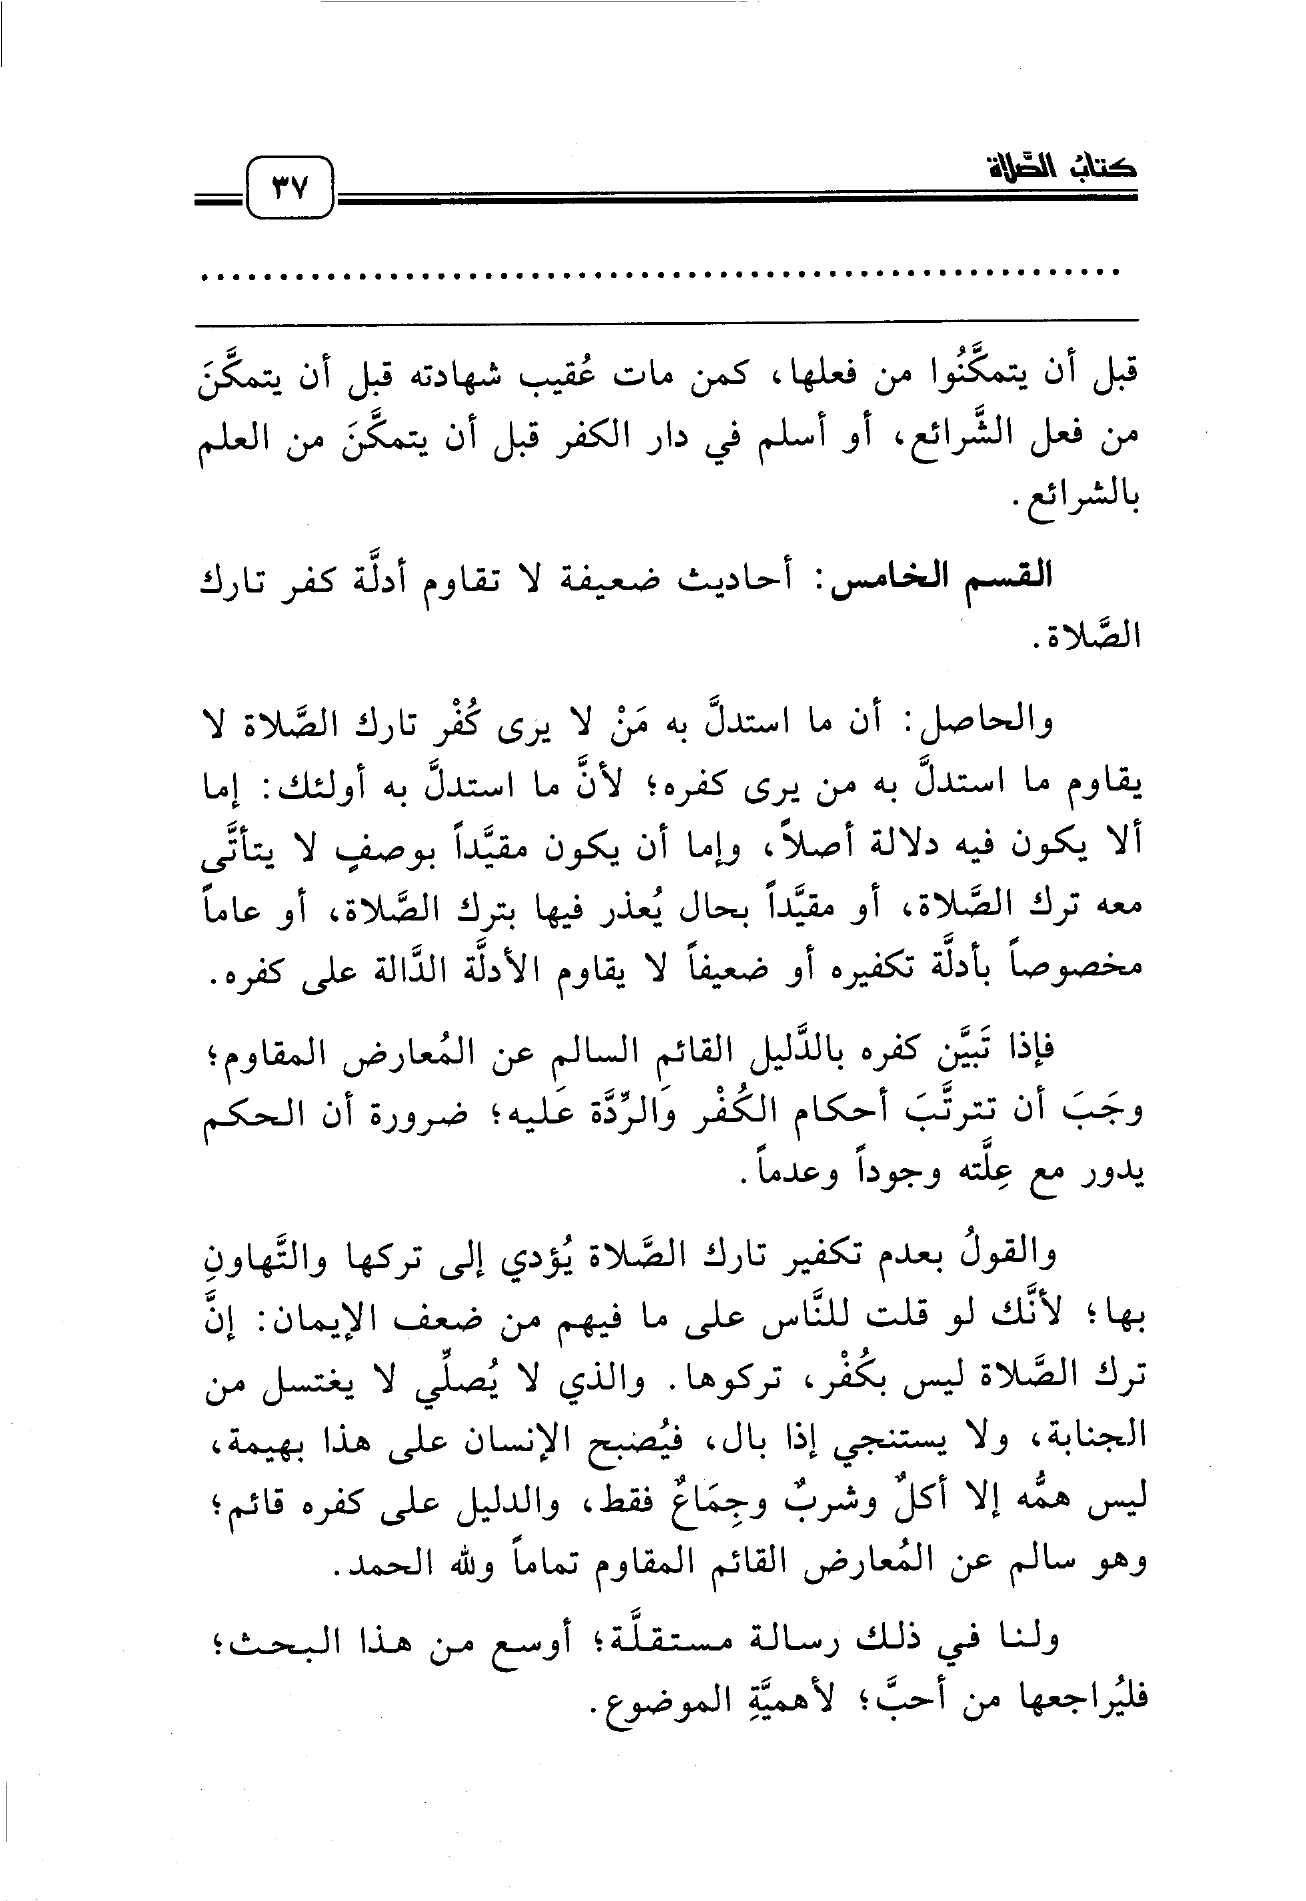 كتابُ الصَّلاة
٣٧
قبل أن يتمكَّنُوا من فعلها، كمن مات عُقيب شهادته قبل أن يتمكَّنَ
من فعل الشَّرائع، أو أسلم في دار الكفر قبل أن يتمكَّنَ من العلم
بالشرائع.
القسم الخامس: أحاديث ضعيفة لا تقاوم أدلَّة كفر تارك
الصَّلاة.
والحاصل: أن ما استدلَّ به مَنْ لا يرى كُفْر تارك الصَّلاة لا
يقاوم ما استدلَّ به من يرى كفره؛ لأنَّ ما استدلَّ به أولئك: إما
ألا يكون فيه دلالة أصلاً، وإما أن يكون مقيَّداً بوصفٍ لا يتأتَّى
معه ترك الصَّلاة، أو مقيَّداً بحال يُعذر فيها بترك الصَّلاة، أو عاماً
مخصوصاً بأدلَّة تكفيره أو ضعيفاً لا يقاوم الأدلَّة الدَّالة على كفره.
فإذا تَبيَّن كفره بالدَّليل القائم السالم عن المُعارض المقاوم؛
وجَبَ أن تترتَّبَ أحكام الكُفْر وَالرِّدَّة عَليه؛ ضرورة أن الحكم
يدور مع عِلَّته وجوداً وعدماً.
والقولُ بعدم تكفير تارك الصَّلاة يُؤدي إلى تركها والتَّهاونِ
بها؛ لأنَّك لو قلت للنَّاس على ما فيهم من ضعف الإيمان: إنَّ
ترك الصَّلاة ليس بكُفْر، تركوها. والذي لا يُصلِّي لا يغتسل من
الجنابة، ولا يستنجي إذا بال، فيُصبح الإنسان على هذا بهيمة،
ليس همُّه إلا أكلٌ وشربٌ وجِمَاعٌ فقط، والدليل على كفره قائم؛
وهو سالم عن المُعارض القائم المقاوم تماماً ولله الحمد.
ولنا في ذلك رسالة مستقلَّة؛ أوسع من هذا البحث؛
فليُراجعها من أحبَّ؛ لأهميَّةِ الموضوع.